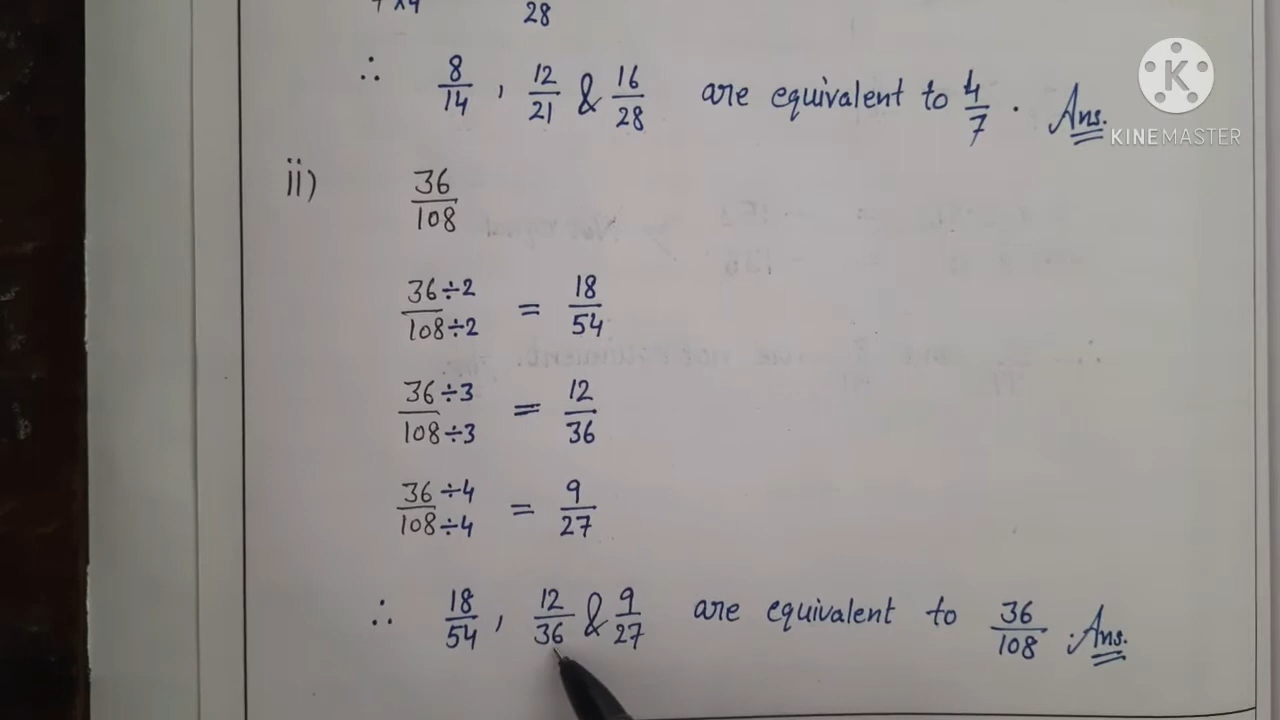 7×4 28
∴ 8/14 , 12/21 & 16/28 are equivalent to 4/7 . Ans.
KINEMASTER
ii) 36/108
36÷2/108÷2 = 18/54
36÷3/108÷3 = 12/36
36÷4/108÷4 = 9/27
∴ 18/54 , 12/36 & 9/27 are equivalent to 36/108 . Ans.